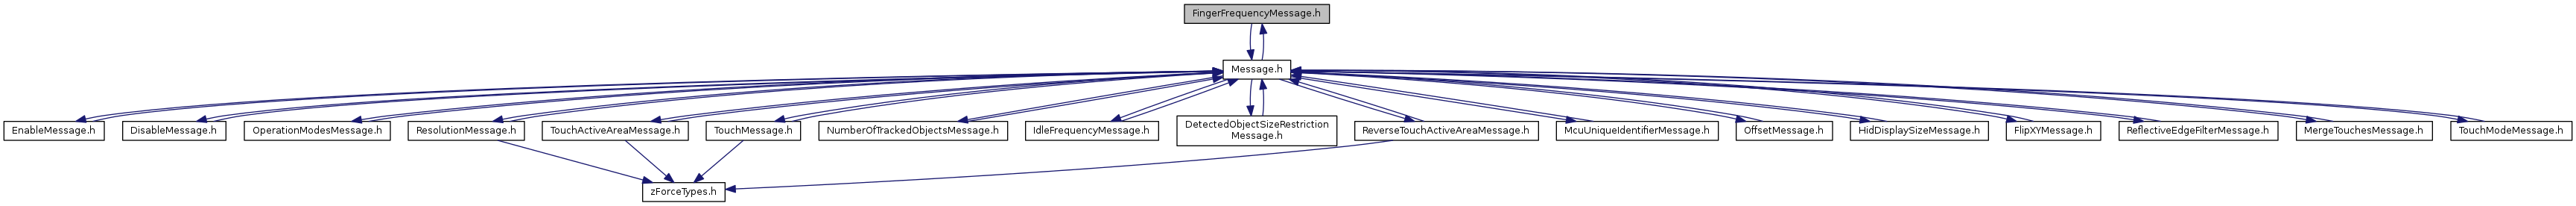 FingerFrequencyMessage.h
Message.h
EnableMessage.h
DisableMessage.h
OperationModesMessage.h
ResolutionMessage.h
TouchActiveAreaMessage.h
TouchMessage.h
NumberOfTrackedObjectsMessage.h
IdleFrequencyMessage.h
DetectedObjectSizeRestriction
Message.h
ReverseTouchActiveAreaMessage.h
McuUniqueIdentifierMessage.h
OffsetMessage.h
HidDisplaySizeMessage.h
FlipXYMessage.h
ReflectiveEdgeFilterMessage.h
MergeTouchesMessage.h
TouchModeMessage.h
zForceTypes.h